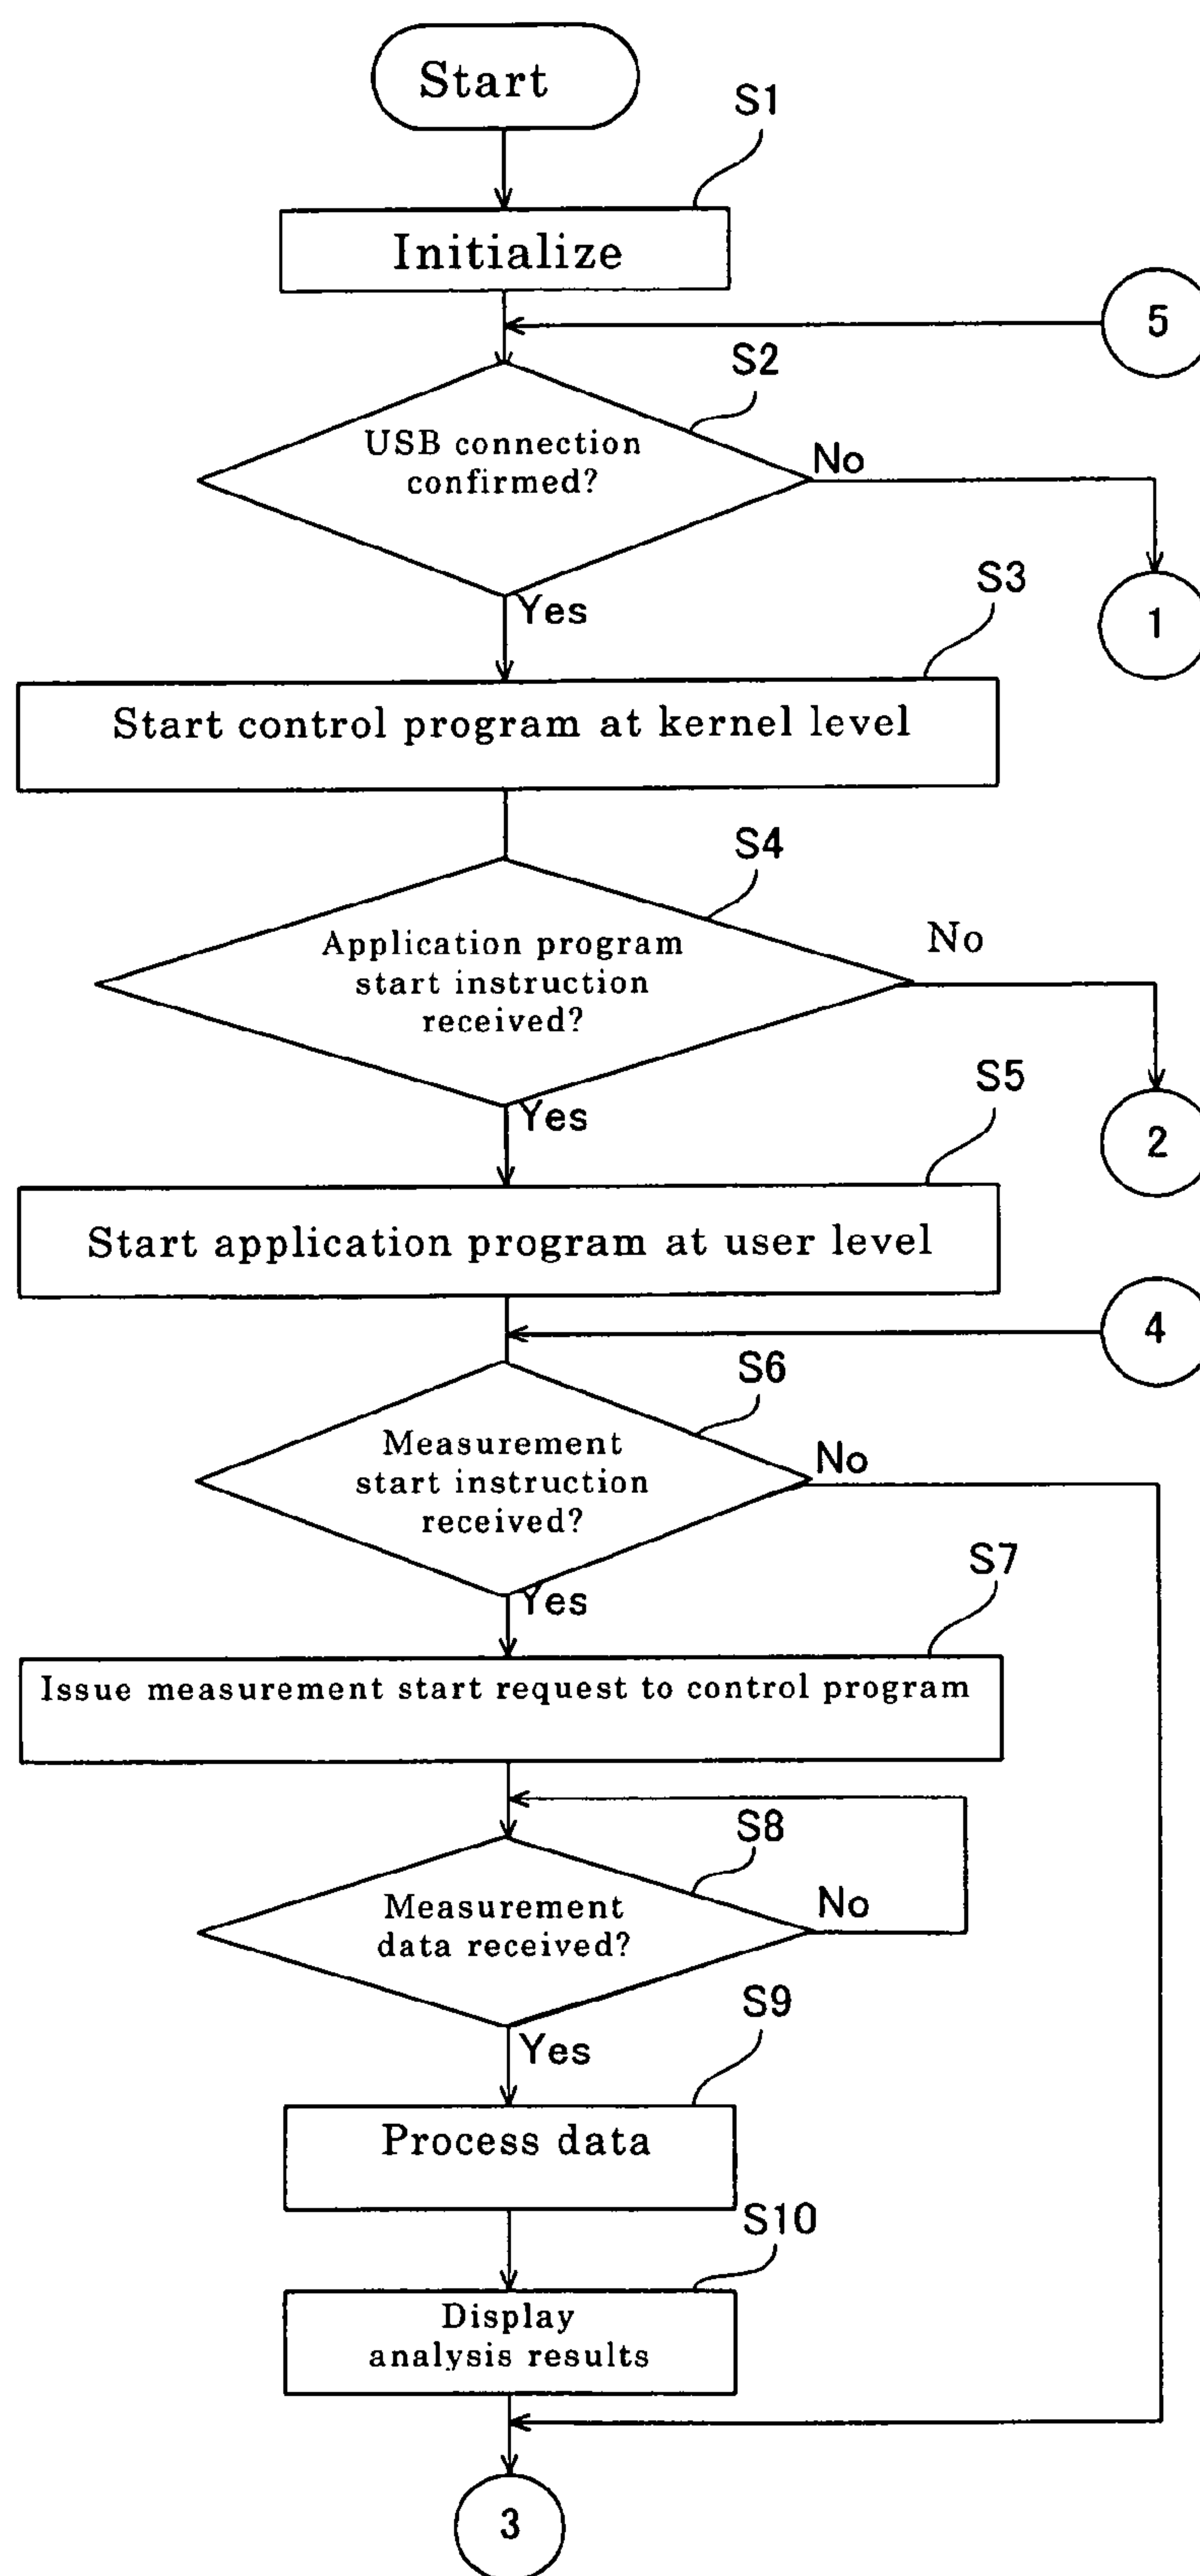 Start
S1
Initialize
5
S2
USB connection
confirmed?
No
1
Yes
S3
Start control program at kernel level
S4
Application program
start instruction
received?
No
2
Yes
S5
Start application program at user level
4
S6
Measurement
start instruction
received?
No
Yes
S7
Issue measurement start request to control program
S8
Measurement
data received?
No
Yes
S9
Process data
S10
Display
analysis results
3